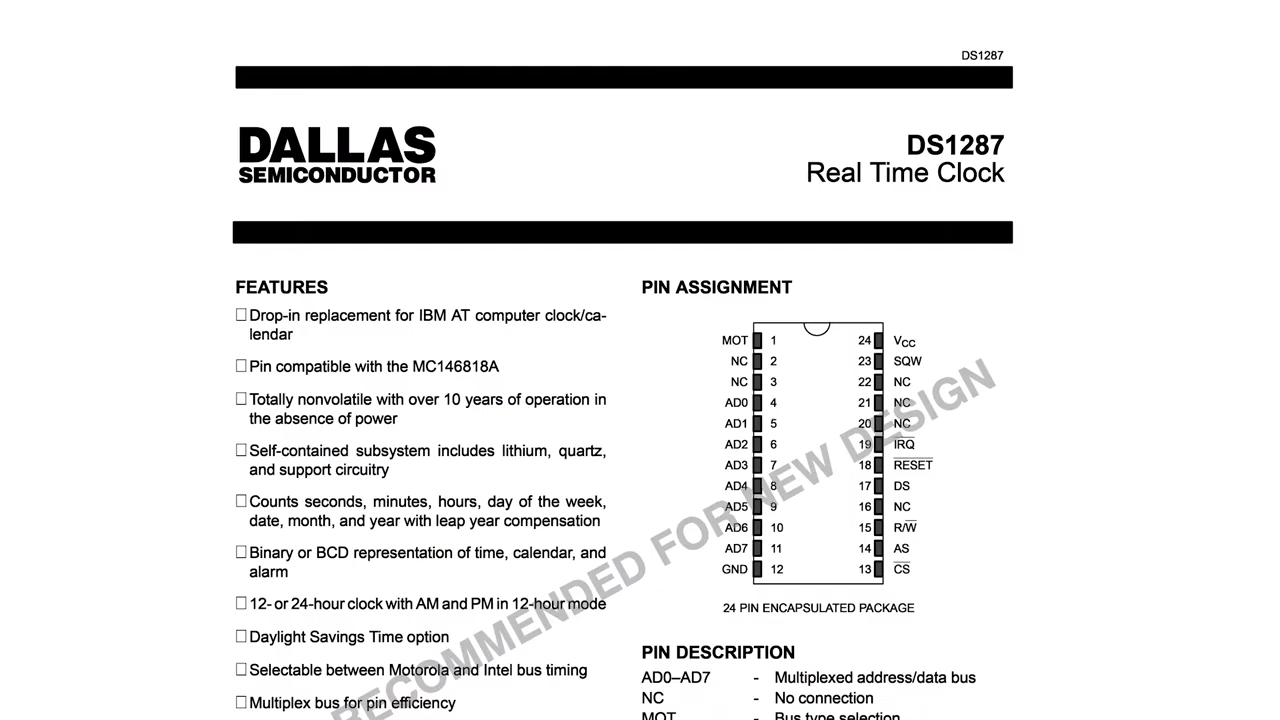 DS1287
DALLAS
SEMICONDUCTOR
DS1287
Real Time Clock
FEATURES
Drop-in replacement for IBM AT computer clock/ca-
lendar
Pin compatible with the MC146818A
Totally nonvolatile with over 10 years of operation in
the absence of power
Self-contained subsystem includes lithium, quartz,
and support circuitry
Counts seconds, minutes, hours, day of the week,
date, month, and year with leap year compensation
Binary or BCD representation of time, calendar, and
alarm
12- or 24-hour clock with AM and PM in 12-hour mode
Daylight Savings Time option
Selectable between Motorola and Intel bus timing
Multiplex bus for pin efficiency
PIN ASSIGNMENT
MOT 1 24 VCC
NC 2 23 SQW
NC 3 22 NC
AD0 4 21 NC
AD1 5 20 NC
AD2 6 19 IRQ
AD3 7 18 RESET
AD4 8 17 DS
AD5 9 16 NC
AD6 10 15 R/W
AD7 11 14 AS
GND 12 13 CS
24 PIN ENCAPSULATED PACKAGE
PIN DESCRIPTION
AD0–AD7 - Multiplexed address/data bus
NC - No connection
MOT - Bus type selection
RECOMMENDED FOR NEW DESIGN